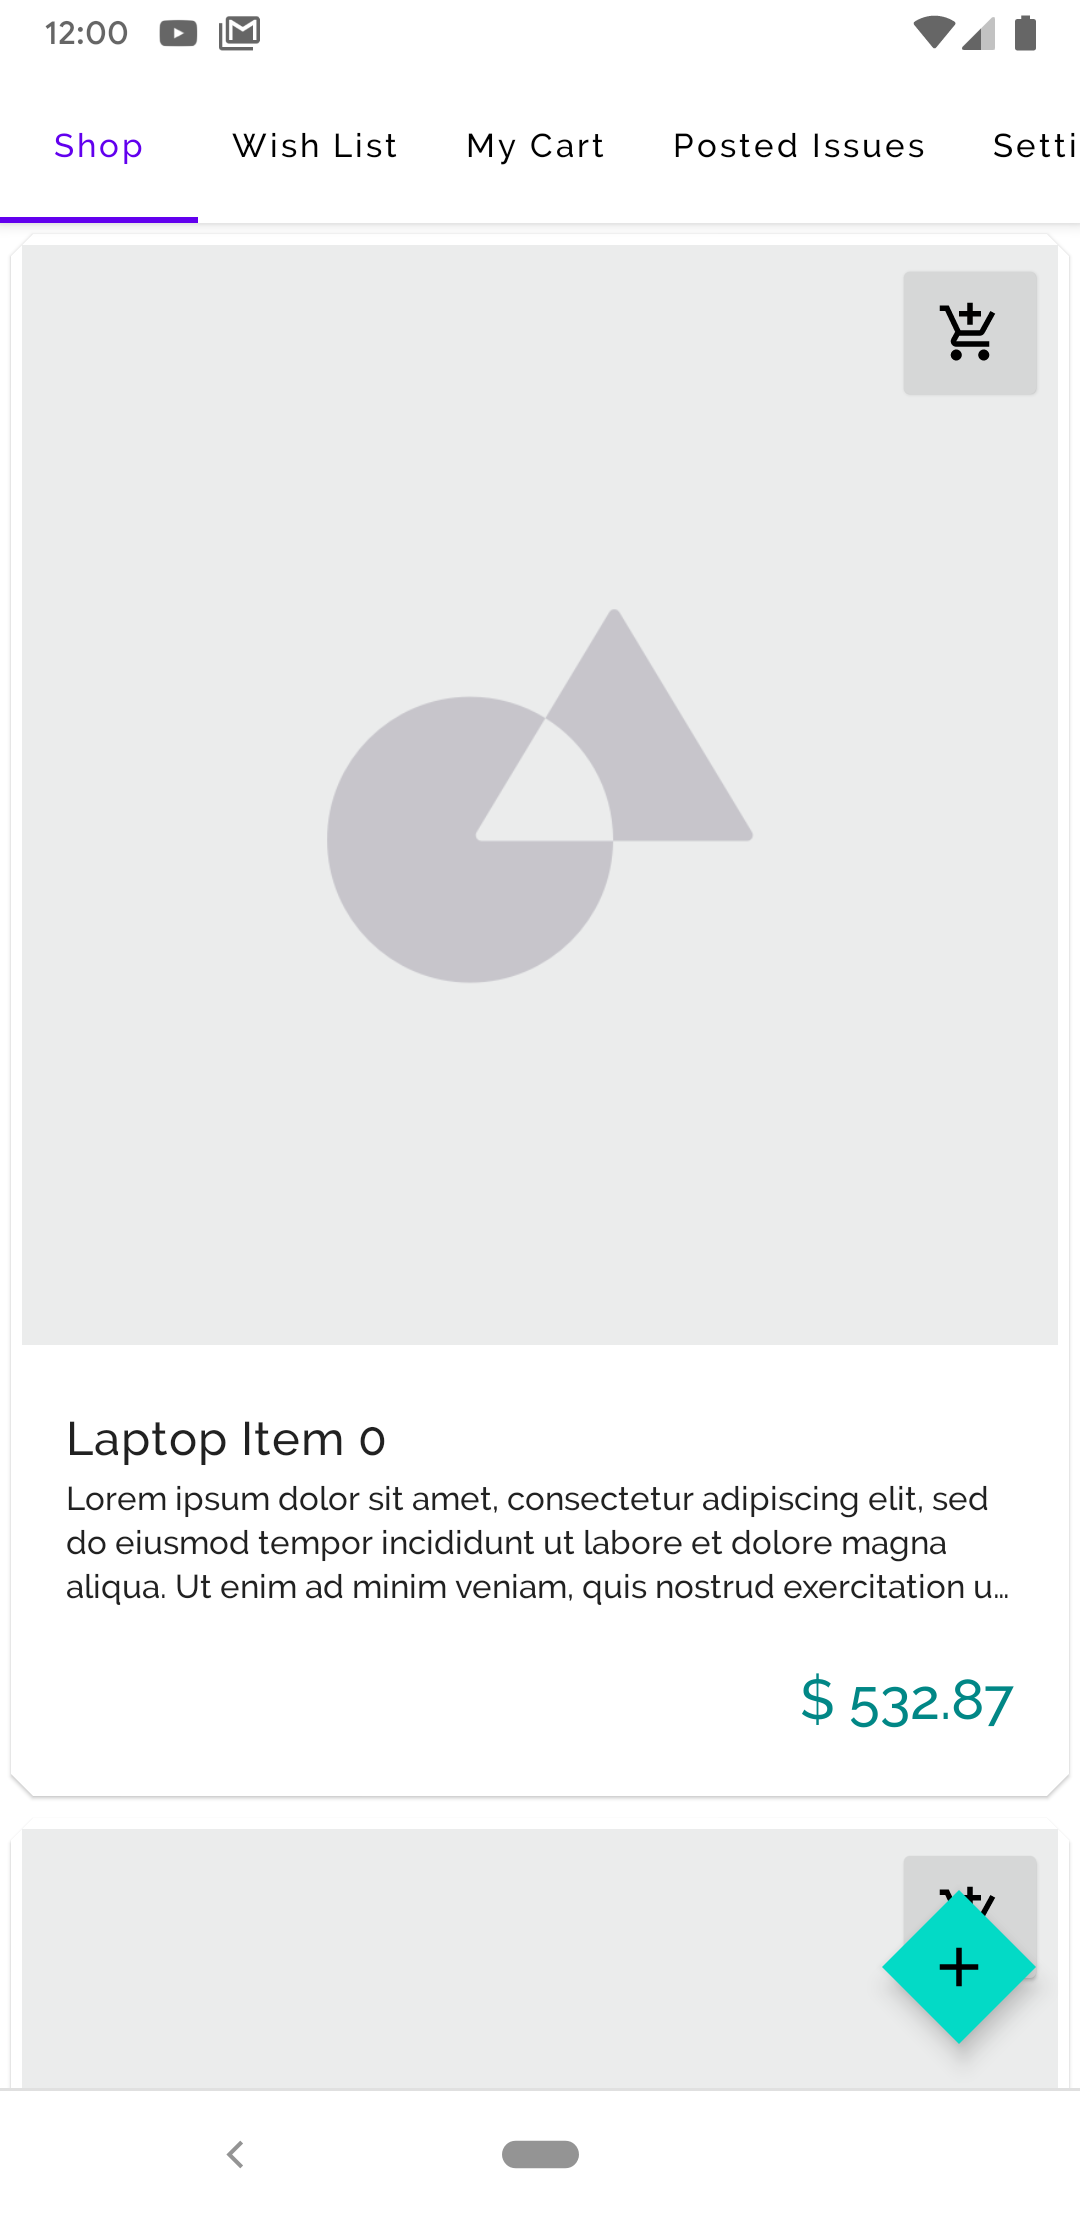 12:00
Shop
Wish List
My Cart
Posted Issues
Setti
Laptop Item 0
Lorem ipsum dolor sit amet, consectetur adipiscing elit, sed
do eiusmod tempor incididunt ut labore et dolore magna
aliqua. Ut enim ad minim veniam, quis nostrud exercitation u...
$ 532.87